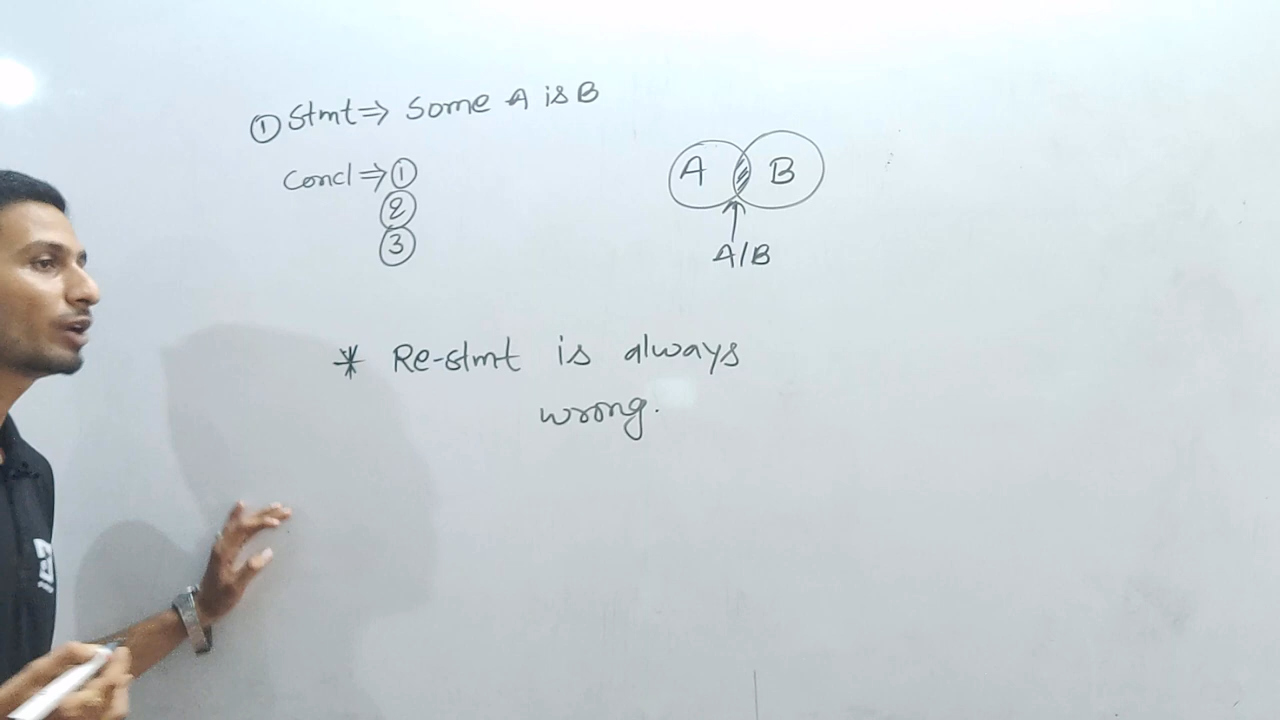 ① Stmt ⇒ Some A is B
Concl ⇒ ①
②
③
A B
A/B
* Re-stmt is always
wrong.